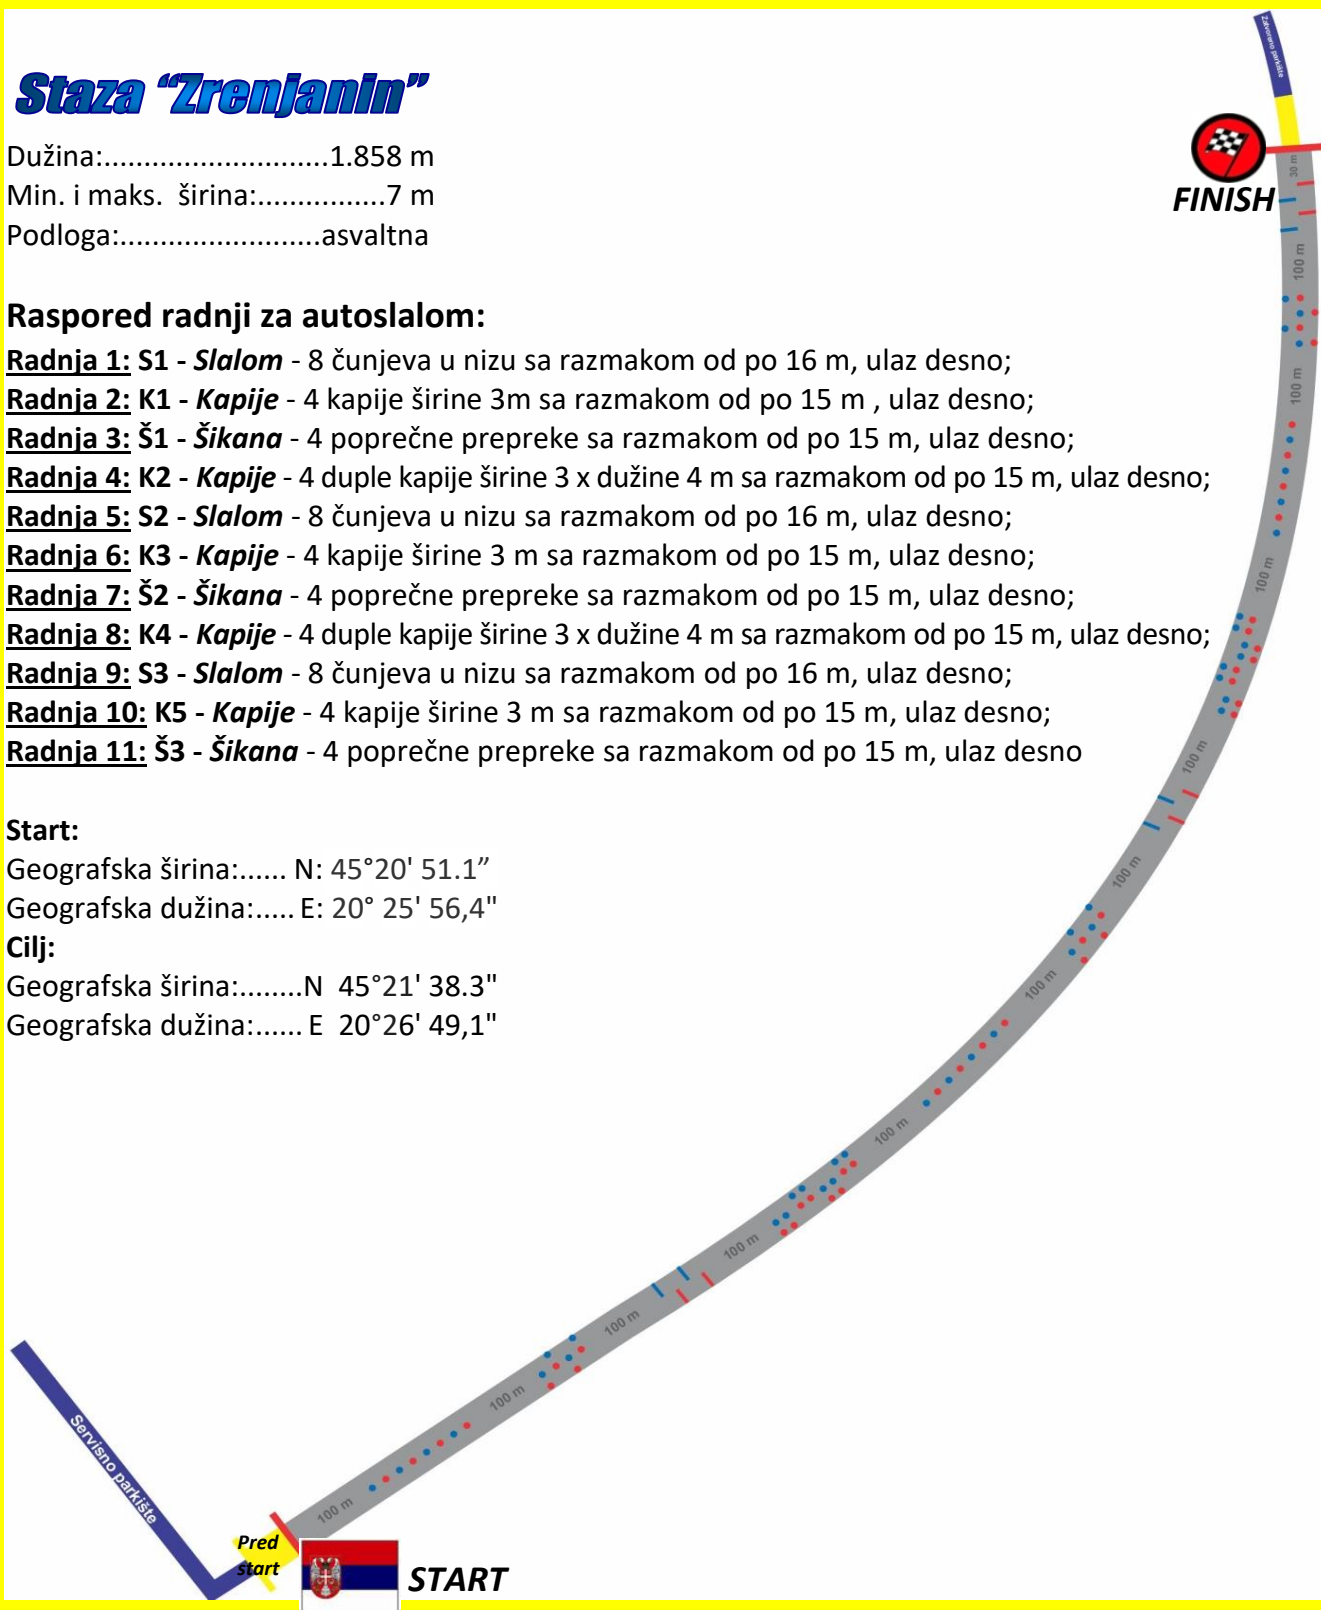 Staza “Zrenjanin”
Dužina:............................1.858 m
Min. i maks.  širina:................7 m
Podloga:.........................asvaltna
Raspored radnji za autoslalom:
Radnja 1: S1 - Slalom - 8 čunjeva u nizu sa razmakom od po 16 m, ulaz desno;
Radnja 2: K1 - Kapije - 4 kapije širine 3m sa razmakom od po 15 m , ulaz desno;
Radnja 3: Š1 - Šikana - 4 poprečne prepreke sa razmakom od po 15 m, ulaz desno;
Radnja 4: K2 - Kapije - 4 duple kapije širine 3 x dužine 4 m sa razmakom od po 15 m, ulaz desno;
Radnja 5: S2 - Slalom - 8 čunjeva u nizu sa razmakom od po 16 m, ulaz desno;
Radnja 6: K3 - Kapije - 4 kapije širine 3 m sa razmakom od po 15 m, ulaz desno;
Radnja 7: Š2 - Šikana - 4 poprečne prepreke sa razmakom od po 15 m, ulaz desno;
Radnja 8: K4 - Kapije - 4 duple kapije širine 3 x dužine 4 m sa razmakom od po 15 m, ulaz desno;
Radnja 9: S3 - Slalom - 8 čunjeva u nizu sa razmakom od po 16 m, ulaz desno;
Radnja 10: K5 - Kapije - 4 kapije širine 3 m sa razmakom od po 15 m, ulaz desno;
Radnja 11: Š3 - Šikana - 4 poprečne prepreke sa razmakom od po 15 m, ulaz desno
Start:
Geografska širina:...... N: 45°20' 51.1”
Geografska dužina:..... E: 20° 25' 56,4"
Cilj:
Geografska širina:........N  45°21' 38.3"
Geografska dužina:...... E  20°26' 49,1"
Zatvoreno parkište
FINISH
30 m
100 m
100 m
100 m
100 m
100 m
100 m
100 m
100 m
100 m
100 m
100 m
Servisno parkište
Pred
start
START